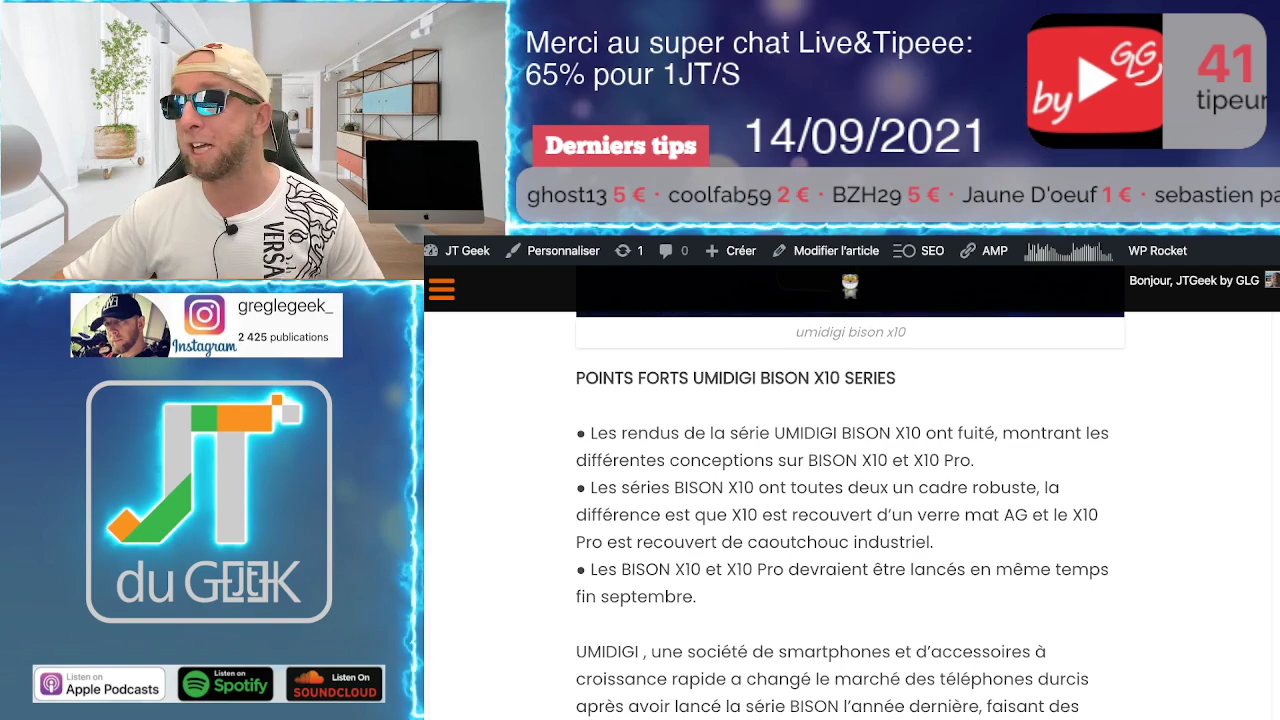 Merci au super chat Live&Tipeee:
65% pour 1JT/S
by GLG
41
tipeur
Derniers tips
14/09/2021
ghost13 5 € · coolfab59 2 € · BZH29 5 € · Jaune D'oeuf 1 € · sebastien pa
JT Geek Personnaliser 1 0 Créer Modifier l'article SEO AMP WP Rocket
Bonjour, JTGeek by GLG
greglegeek_
2 425 publications
Instagram
JT
du GEEK
Listen on
Apple Podcasts
Listen on
Spotify
Listen On
SOUNDCLOUD
umidigi bison x10
POINTS FORTS UMIDIGI BISON X10 SERIES
● Les rendus de la série UMIDIGI BISON X10 ont fuité, montrant les
différentes conceptions sur BISON X10 et X10 Pro.
● Les séries BISON X10 ont toutes deux un cadre robuste, la
différence est que X10 est recouvert d'un verre mat AG et le X10
Pro est recouvert de caoutchouc industriel.
● Les BISON X10 et X10 Pro devraient être lancés en même temps
fin septembre.
UMIDIGI , une société de smartphones et d'accessoires à
croissance rapide a changé le marché des téléphones durcis
après avoir lancé la série BISON l'année dernière, faisant des